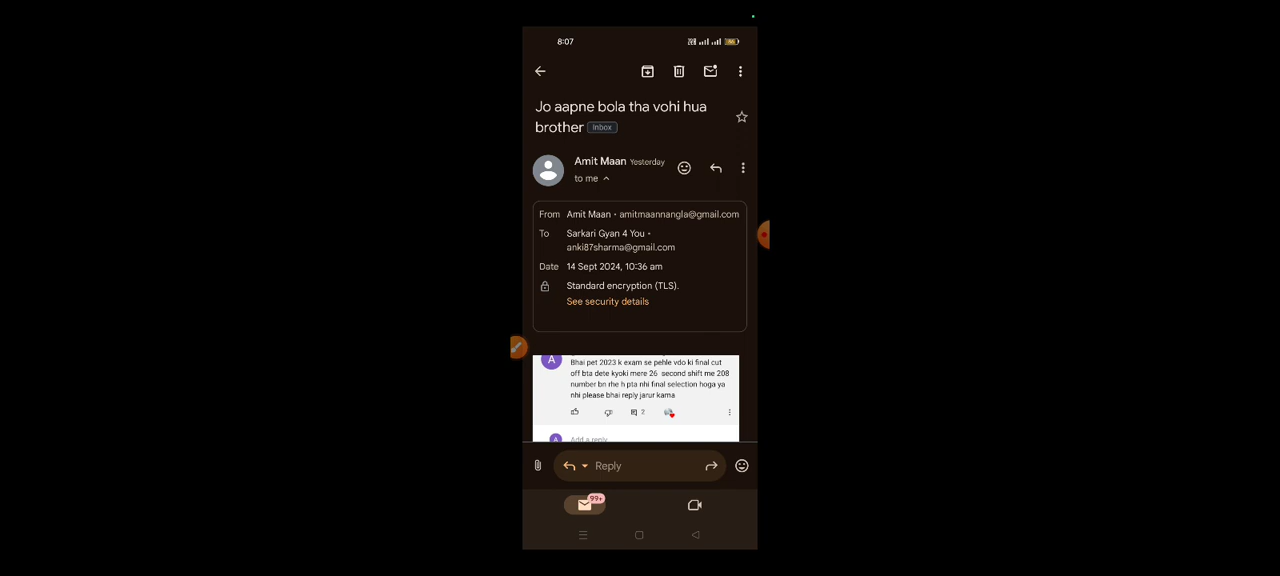 8:07
Jo aapne bola tha vohi hua
brother Inbox
Amit Maan Yesterday
to me
From Amit Maan • amitmaannangla@gmail.com
To Sarkari Gyan 4 You •
anki87sharma@gmail.com
Date 14 Sept 2024, 10:36 am
Standard encryption (TLS).
See security details
A
Bhai pet 2023 k exam se pehle vdo ki final cut
off bta dete kyoki mere 26 second shift me 208
number bn rhe h pta nhi final selection hoga ya
nhi please bhai reply jarur karna
2
A Add a reply
Reply
99+